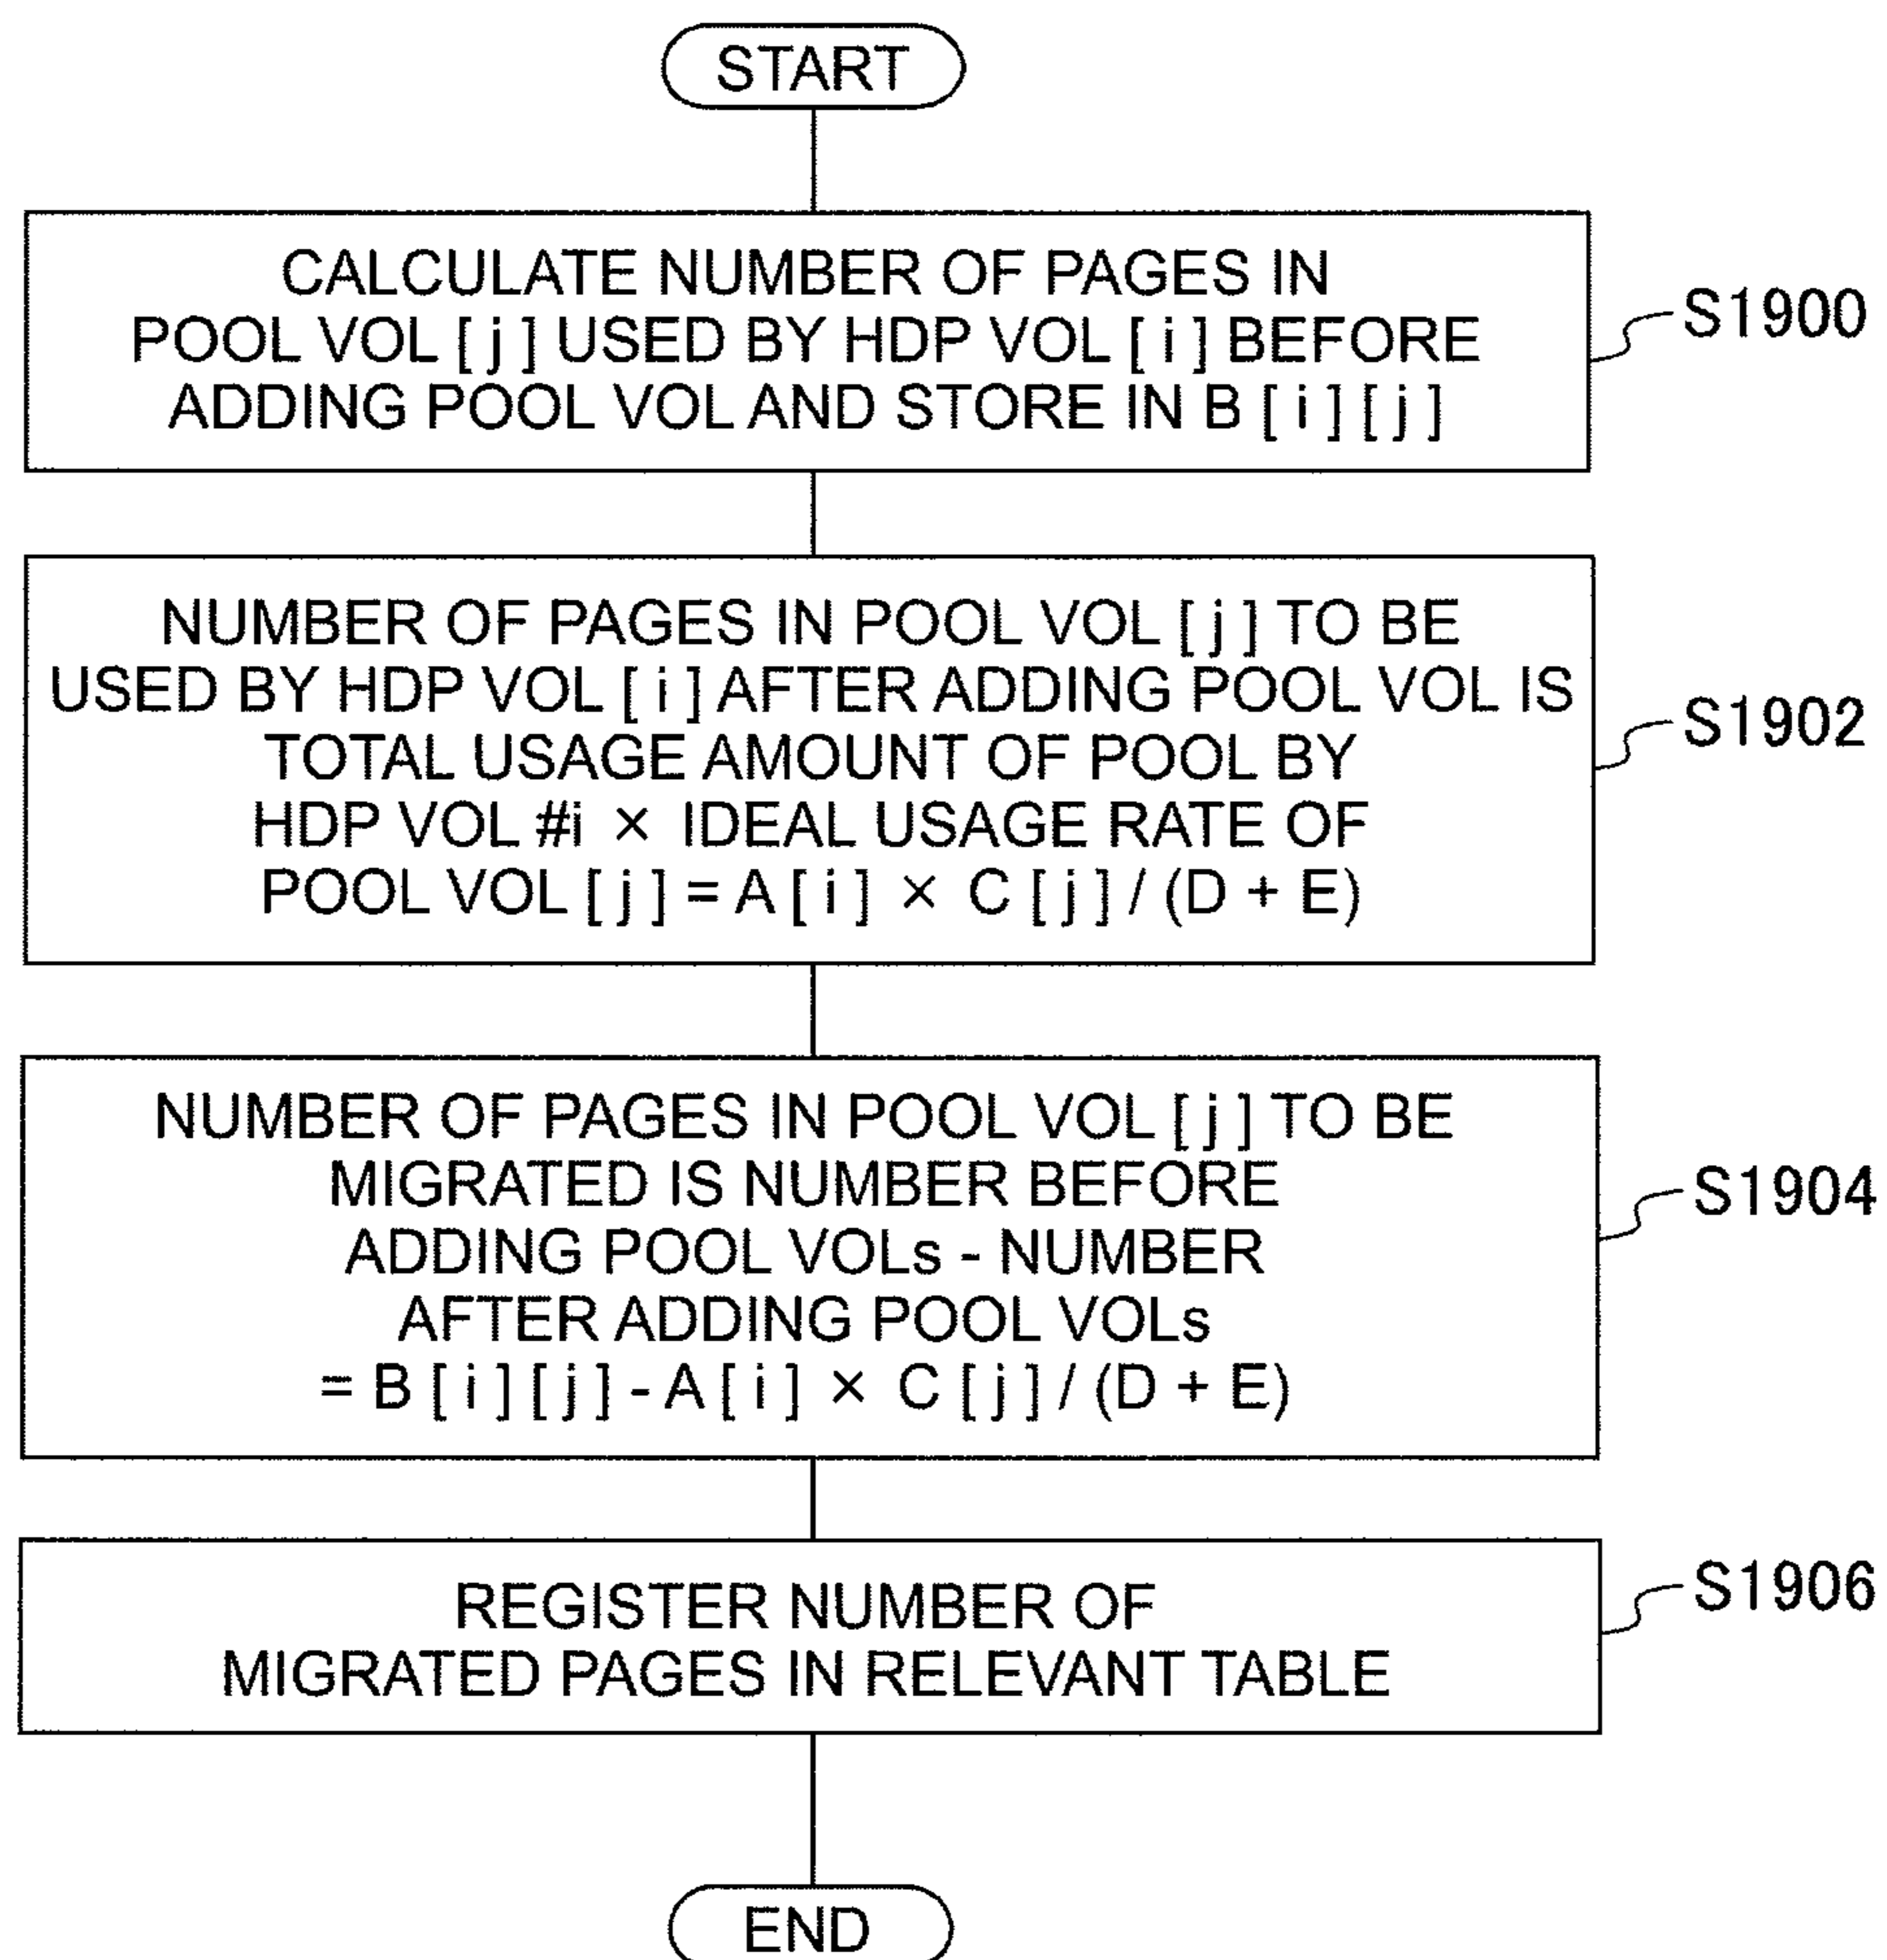 START
CALCULATE NUMBER OF PAGES IN
POOL VOL [ j ] USED BY HDP VOL [ i ] BEFORE
ADDING POOL VOL AND STORE IN B [ i ] [ j ]
S1900
NUMBER OF PAGES IN POOL VOL [ j ] TO BE
USED BY HDP VOL [ i ] AFTER ADDING POOL VOL IS
TOTAL USAGE AMOUNT OF POOL BY
HDP VOL #i × IDEAL USAGE RATE OF
POOL VOL [ j ] = A [ i ] × C [ j ] / (D + E)
S1902
NUMBER OF PAGES IN POOL VOL [ j ] TO BE
MIGRATED IS NUMBER BEFORE
ADDING POOL VOLs - NUMBER
AFTER ADDING POOL VOLs
= B [ i ] [ j ] - A [ i ] × C [ j ] / (D + E)
S1904
REGISTER NUMBER OF
MIGRATED PAGES IN RELEVANT TABLE
S1906
END